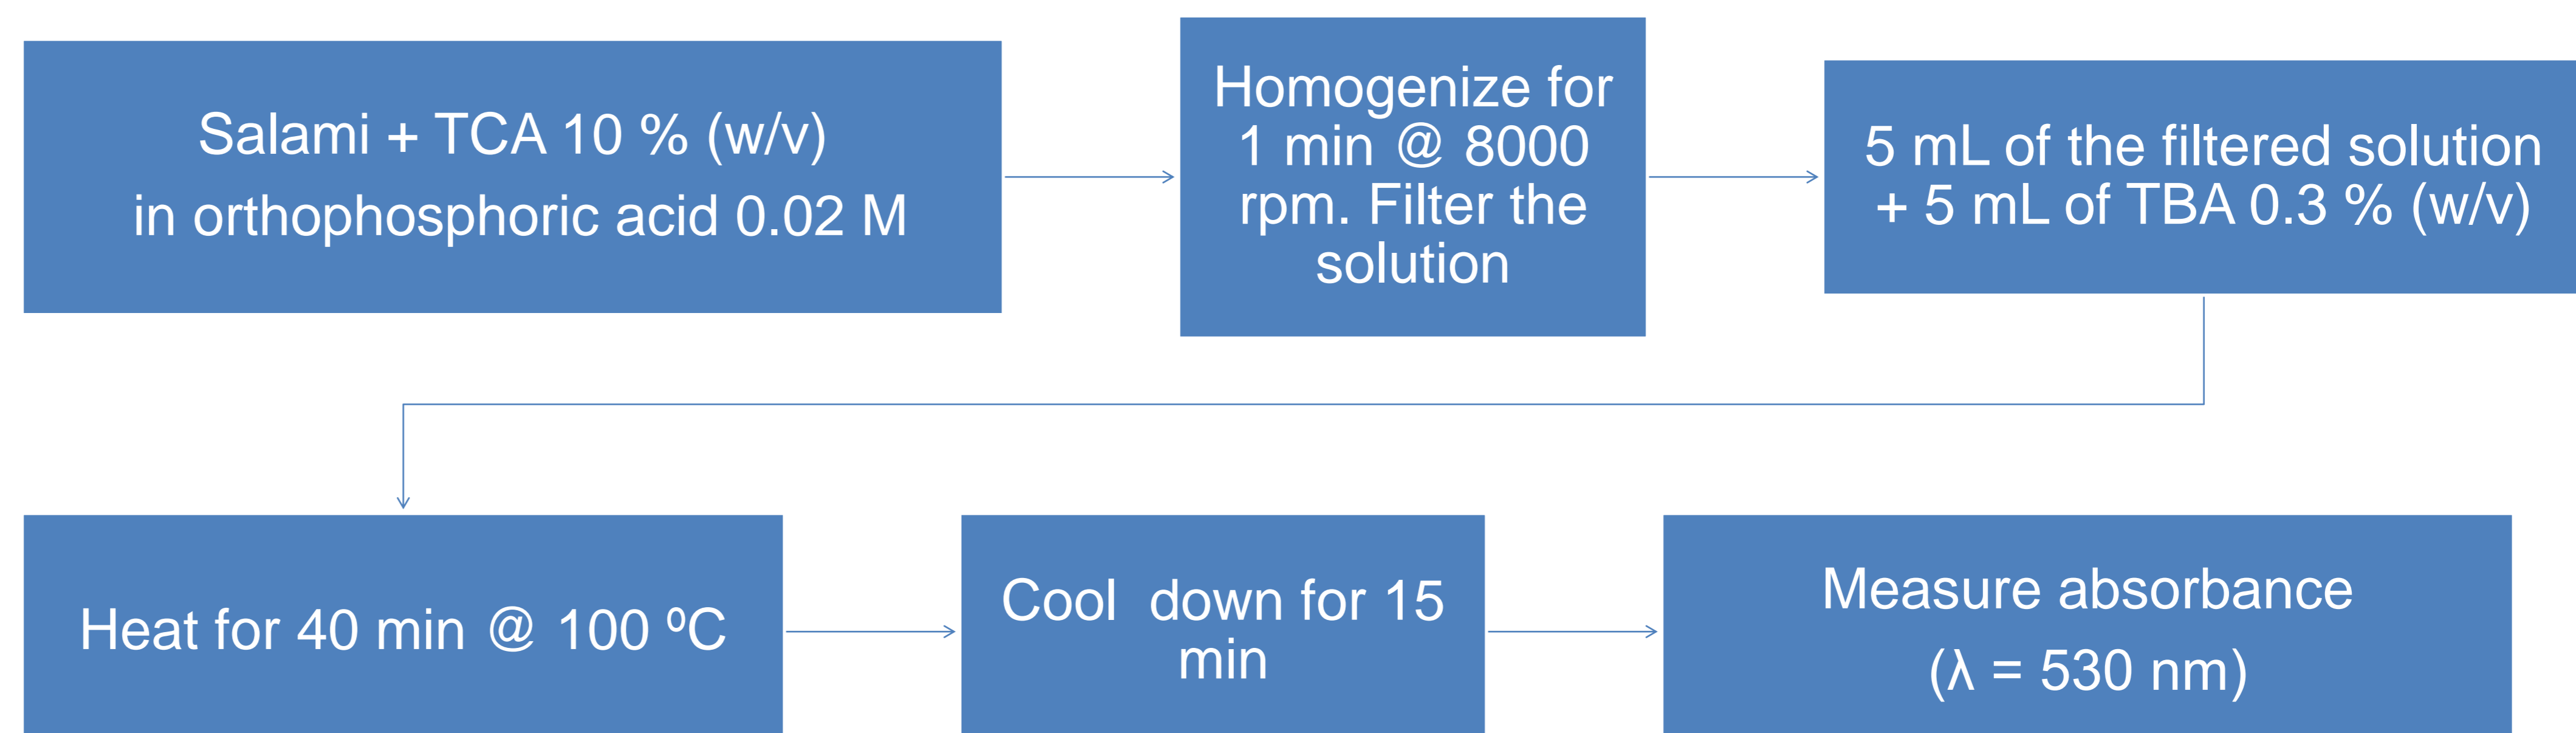 Salami + TCA 10 % (w/v)
in orthophosphoric acid 0.02 M
Homogenize for
1 min @ 8000
rpm. Filter the
solution
5 mL of the filtered solution
+ 5 mL of TBA 0.3 % (w/v)
Heat for 40 min @ 100 ºC
Cool down for 15
min
Measure absorbance
(λ = 530 nm)